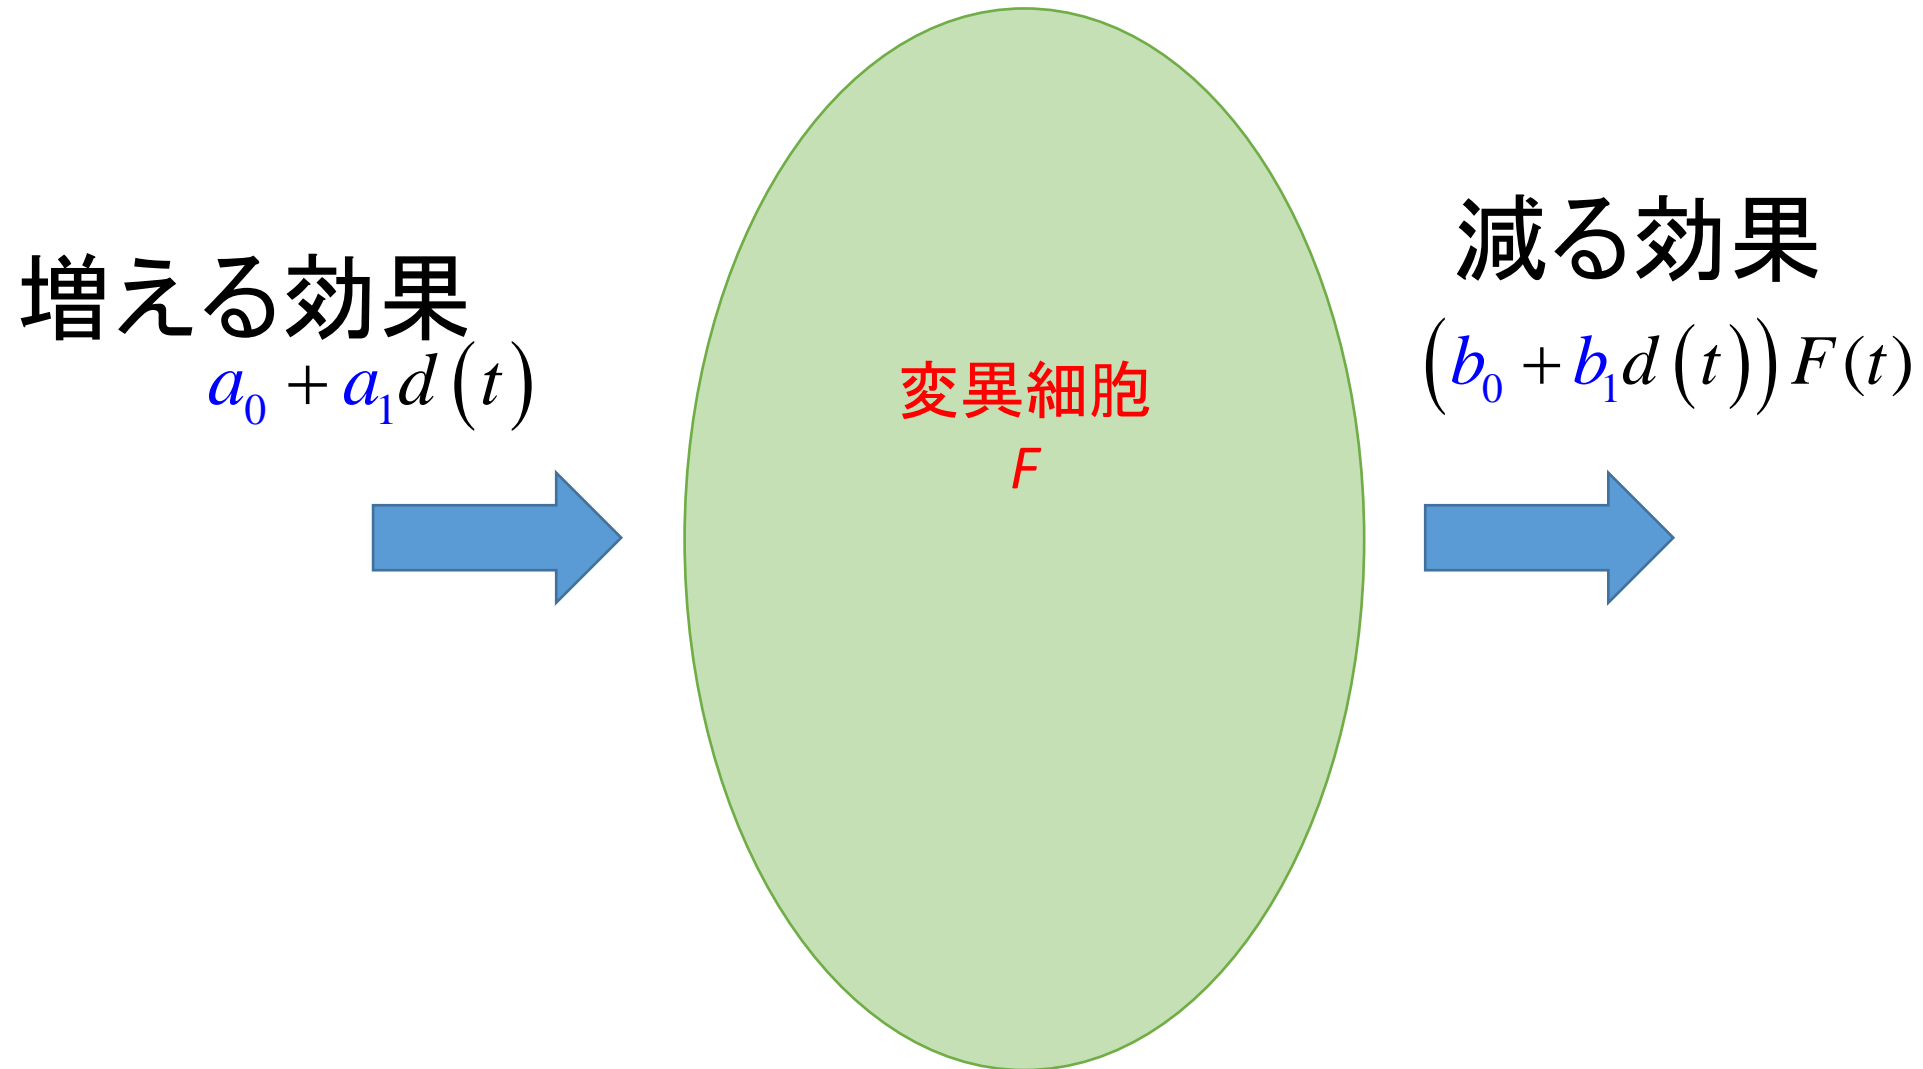 増える効果
a₀ + a₁d(t)
変異細胞
F
減る効果
(b₀ + b₁d(t))F(t)